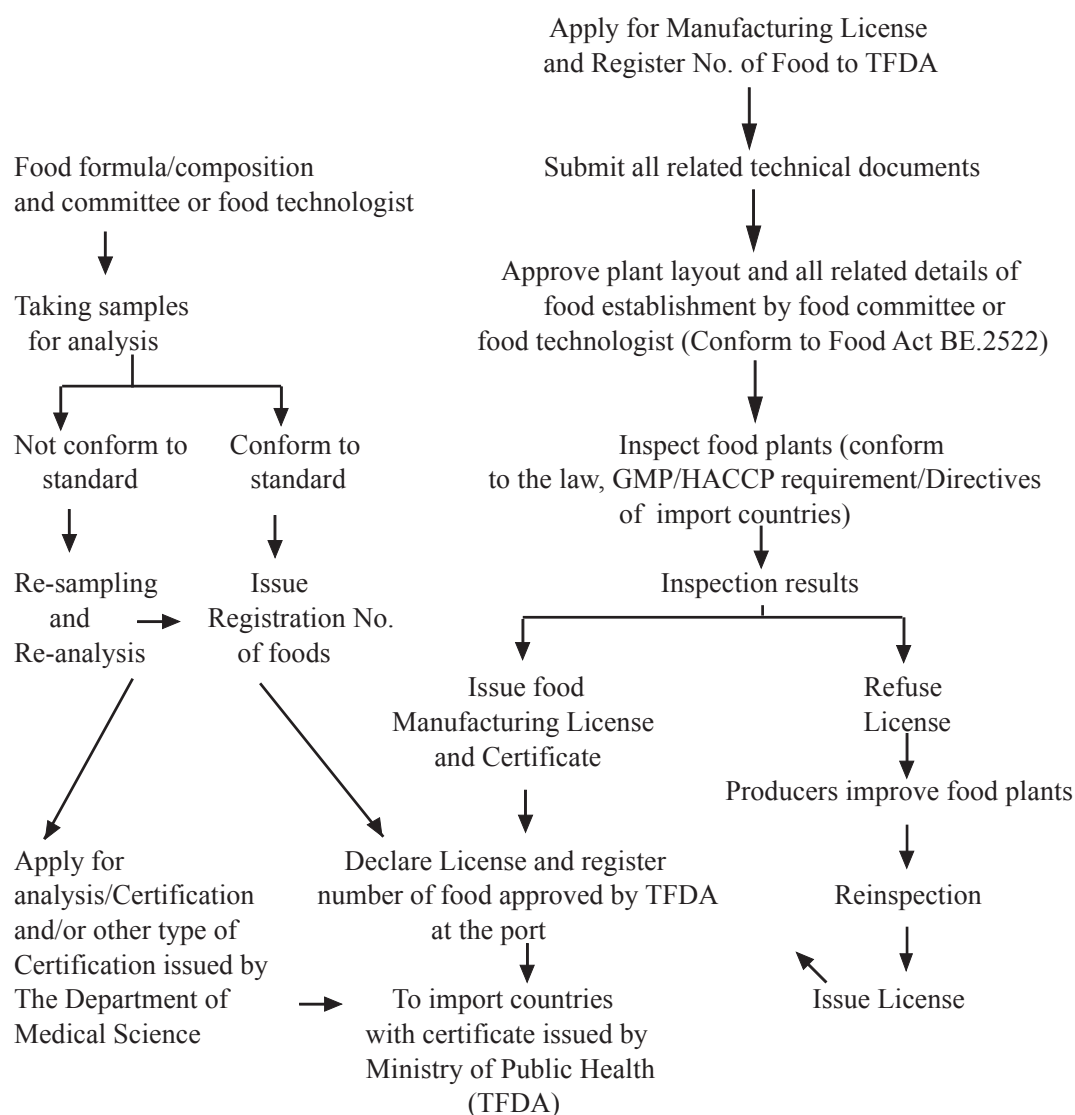 Apply for Manufacturing License
and Register No. of Food to TFDA
Food formula/composition
and committee or food technologist
Submit all related technical documents
Approve plant layout and all related details of
food establishment by food committee or
food technologist (Conform to Food Act BE.2522)
Taking samples
for analysis
Not conform to
standard
Conform to
standard
Inspect food plants (conform
to the law, GMP/HACCP requirement/Directives
of import countries)
Re-sampling
and
Re-analysis
Issue
Registration No.
of foods
Inspection results
Issue food
Manufacturing License
and Certificate
Refuse
License
Producers improve food plants
Apply for
analysis/Certification
and/or other type of
Certification issued by
The Department of
Medical Science
Declare License and register
number of food approved by TFDA
at the port
Reinspection
To import countries
with certificate issued by
Ministry of Public Health
(TFDA)
Issue License